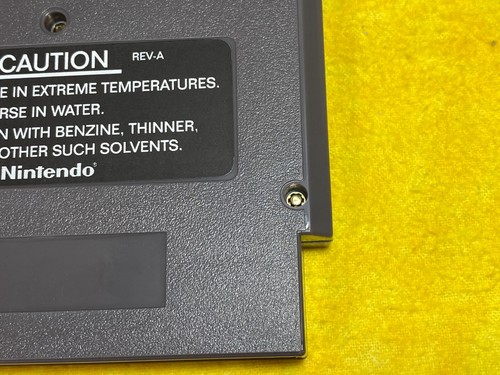 CAUTION REV-A
E IN EXTREME TEMPERATURES.
RSE IN WATER.
N WITH BENZINE, THINNER,
OTHER SUCH SOLVENTS.
Nintendo®